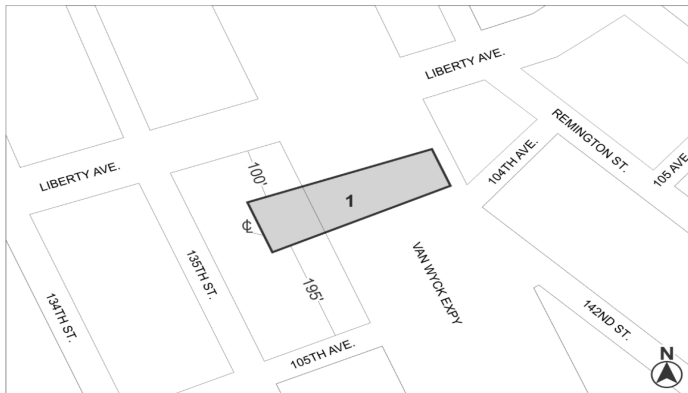 LIBERTY AVE.
LIBERTY AVE.
REMINGTON ST.
104TH AVE.
105 AVE.
100'
1
℄
135TH ST.
195'
VAN WYCK EXPY
134TH ST.
142ND ST.
105TH AVE.
N